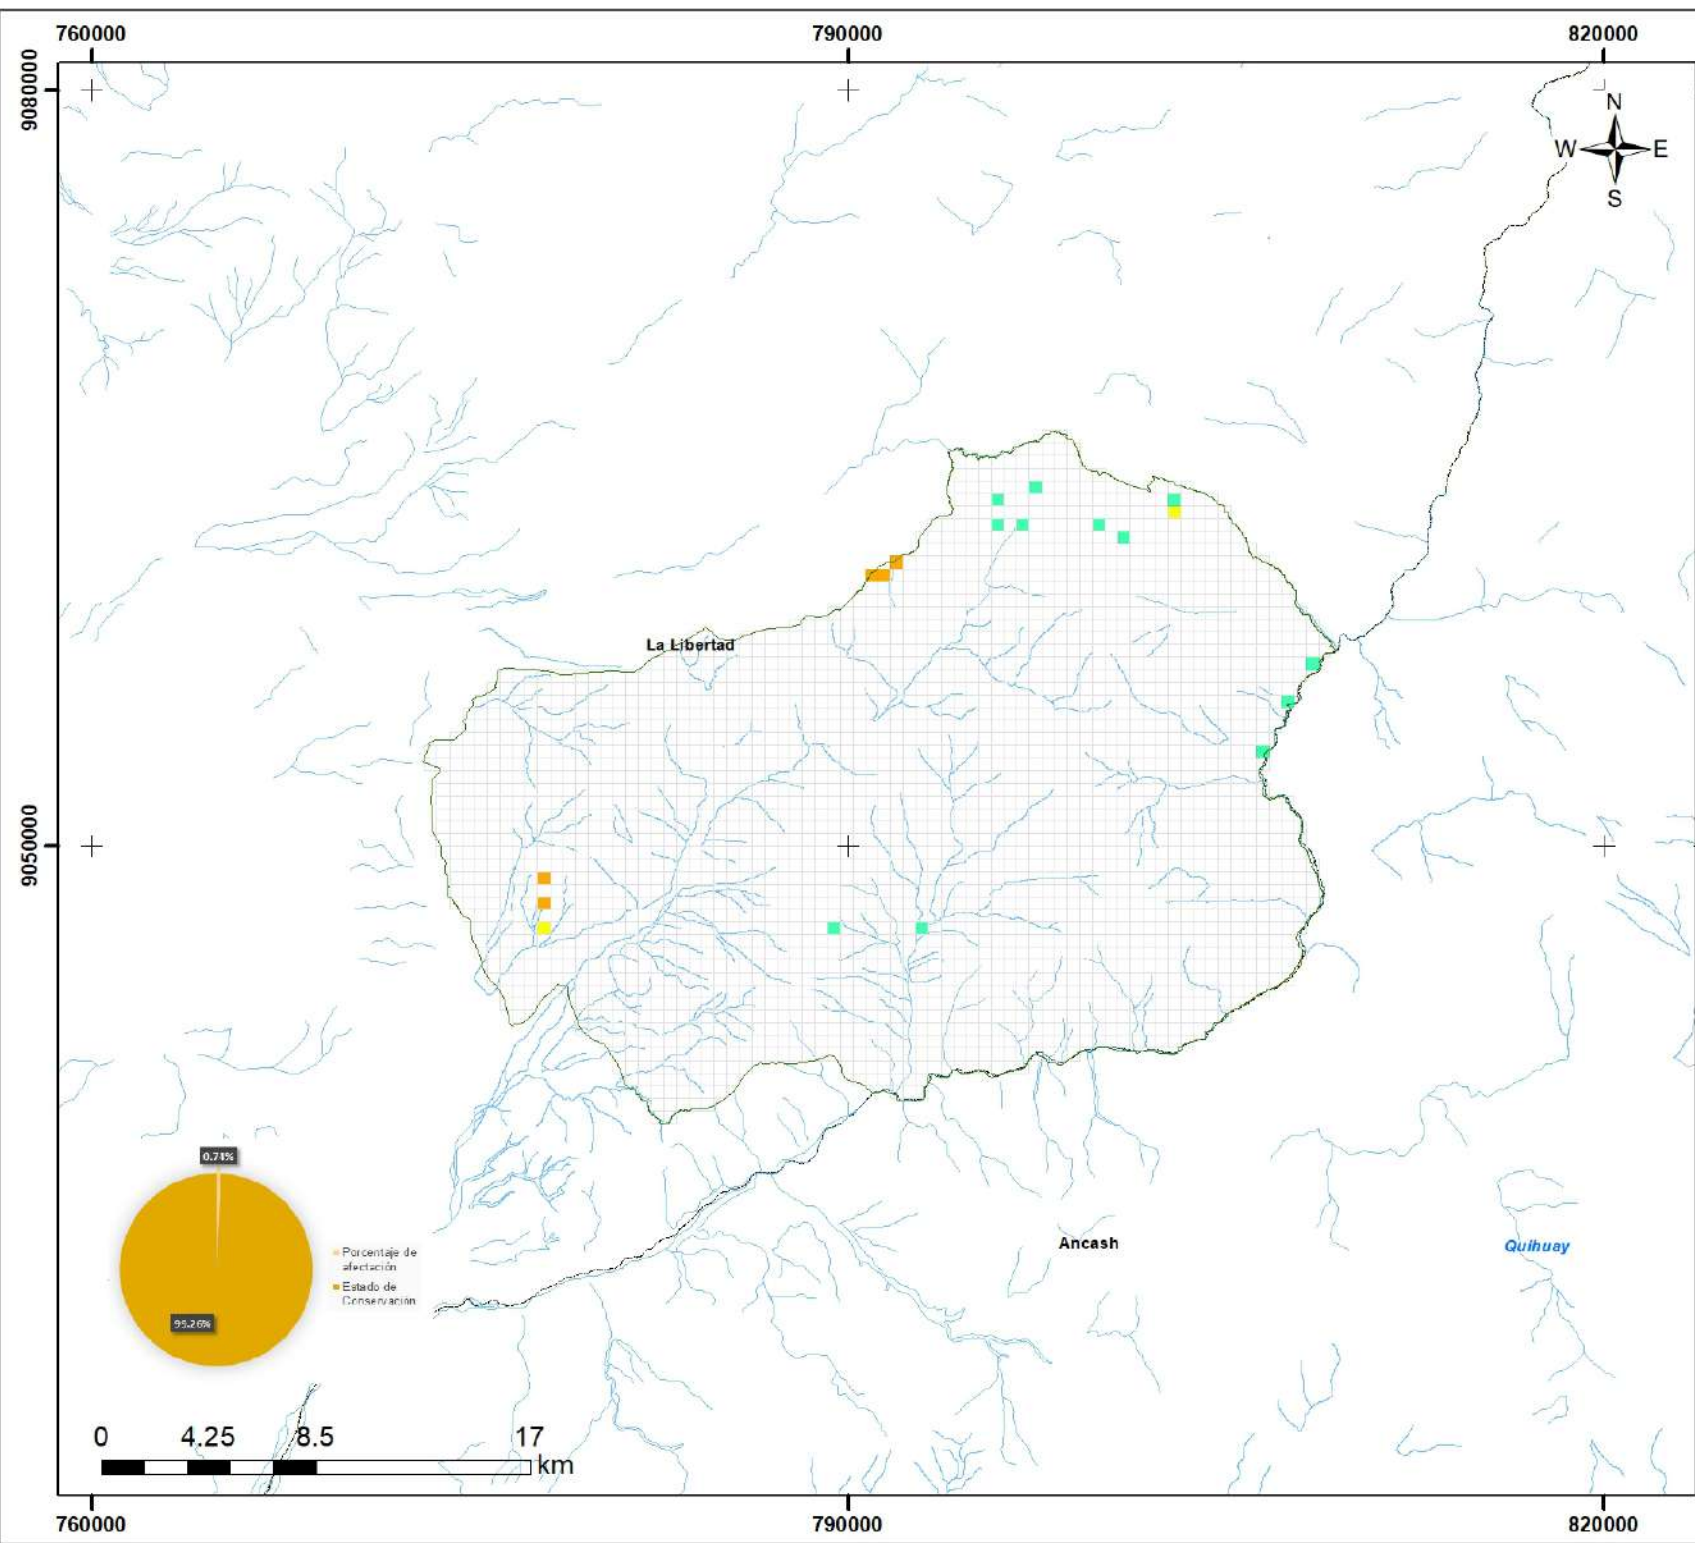 760000
790000
820000
9080000
N
W
E
S
La Libertad
9050000
0.74%
Porcentaje de
afectación
Estado de
Conservación
99.26%
Ancash
Quihuay
0
4.25
8.5
17
km
760000
790000
820000